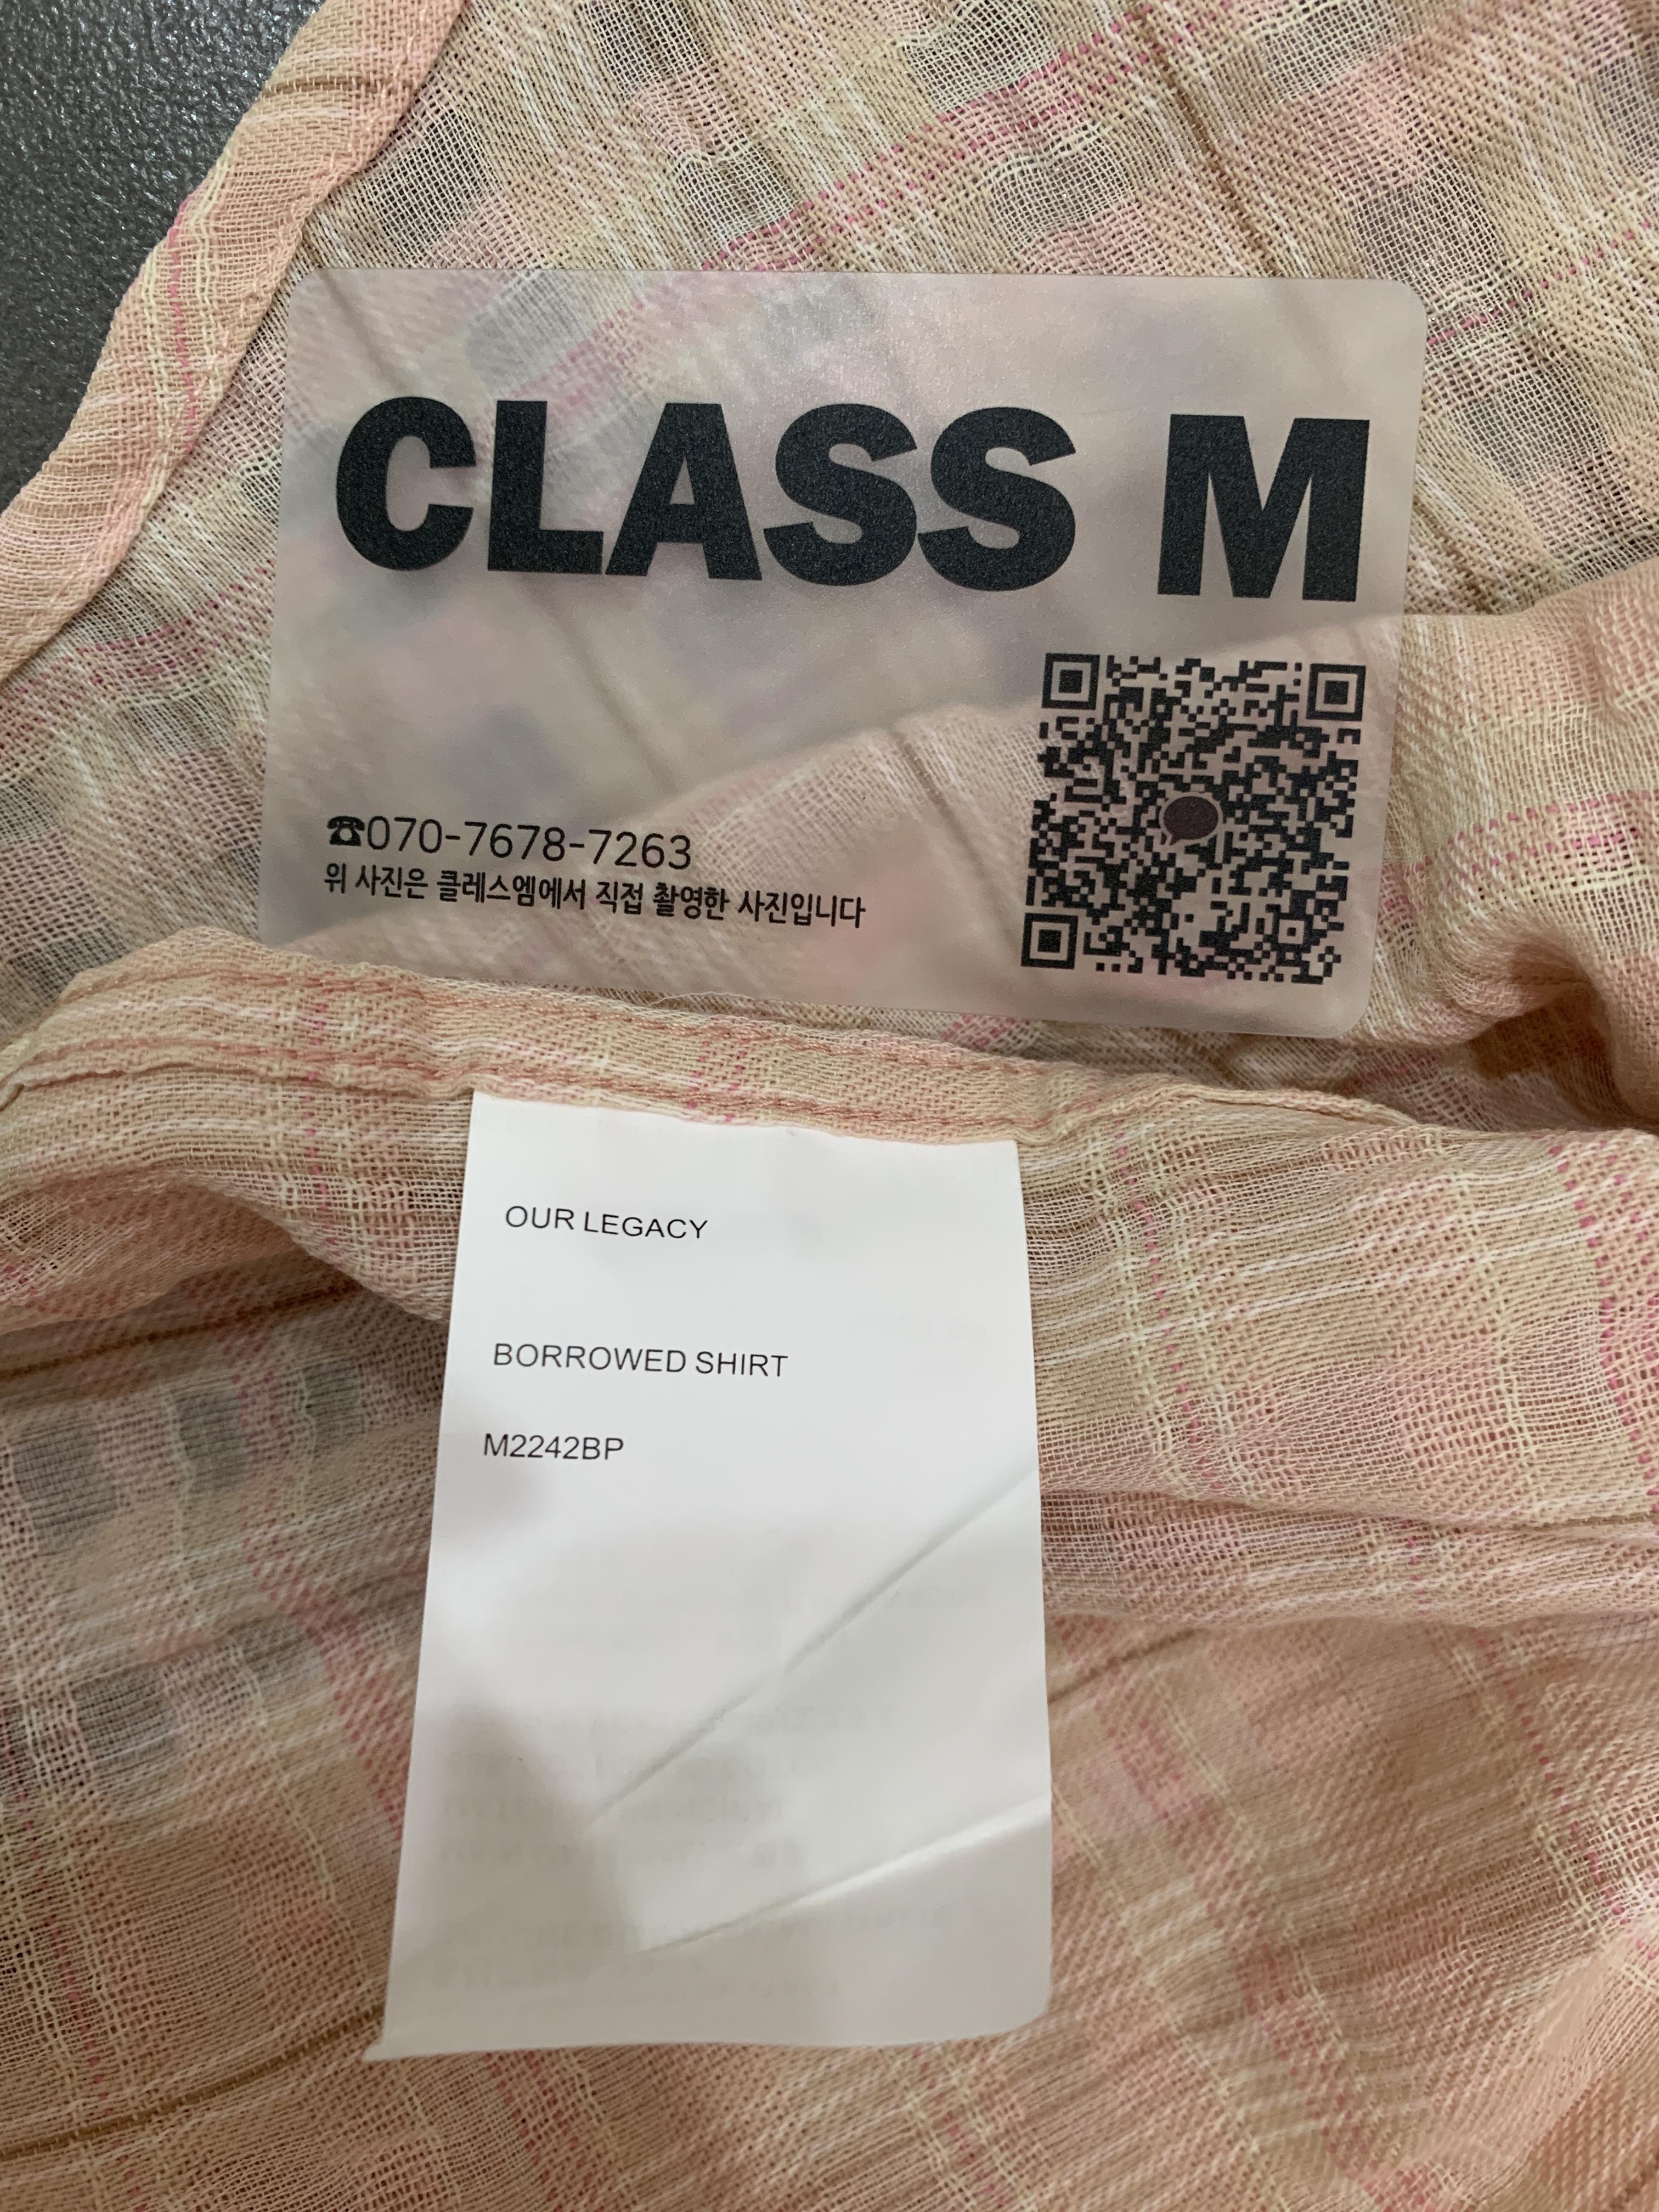 CLASS M
☎070-7678-7263
위 사진은 클레스엠에서 직접 촬영한 사진입니다
OUR LEGACY
BORROWED SHIRT
M2242BP